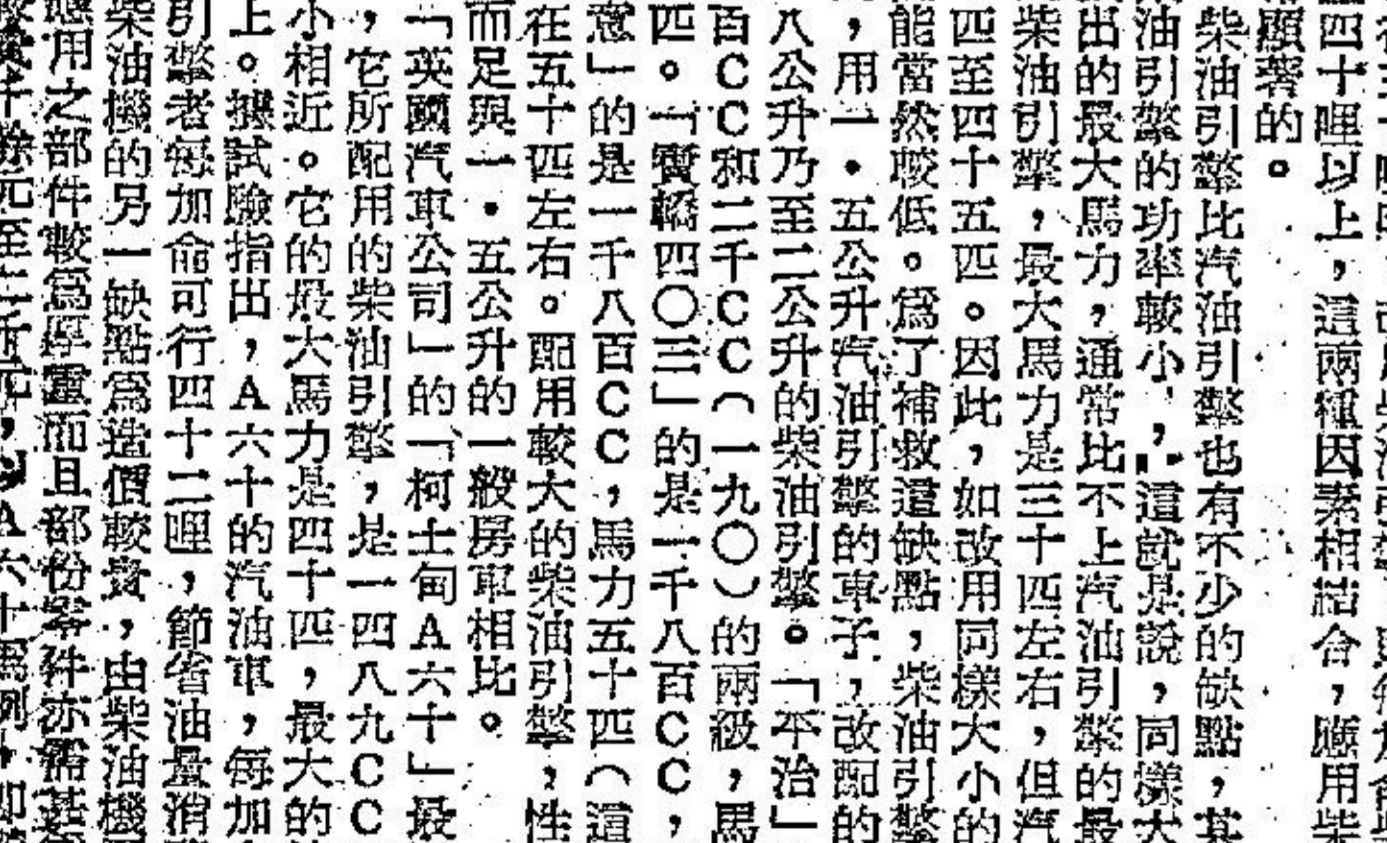 四十哩以上，這兩種因素相結合，應用柴
顯著的。
柴油引擎比汽油引擎也有不少的缺點，其
油引擎的功率較小，這就是說，同樣大
出的最大馬力，通常比不上汽油引擎的最
柴油引擎，最大馬力是三十匹左右，但汽
四至四十五匹。因此，如改用同樣大小的
能當然較低。爲了補救這缺點，柴油引擎
，用一・五公升汽油引擎的車子，改配的
八公升乃至二公升的柴油引擎。「平治」
百ＣＣ和二千ＣＣ（一九〇）的兩級，馬
匹。「寶轎四〇三」的是一千八百ＣＣ，
意」的是一千八百ＣＣ，馬力五十匹（這
在五十匹左右。配用較大的柴油引擎，性
而足與一・五公升的一般房車相比。
「英國汽車公司」的「柯士甸Ａ六十」最
，它所配用的柴油引擎，是一四八九ＣＣ
小相近。它的最大馬力是四十匹，最大的
上。據試驗指出，Ａ六十的汽油車，每加
引擎者每加侖可行四十二哩，節省油量消
柴油機的另一缺點爲造價較貴，由柴油機
應用之部件較爲厚重而且部份零件亦需甚